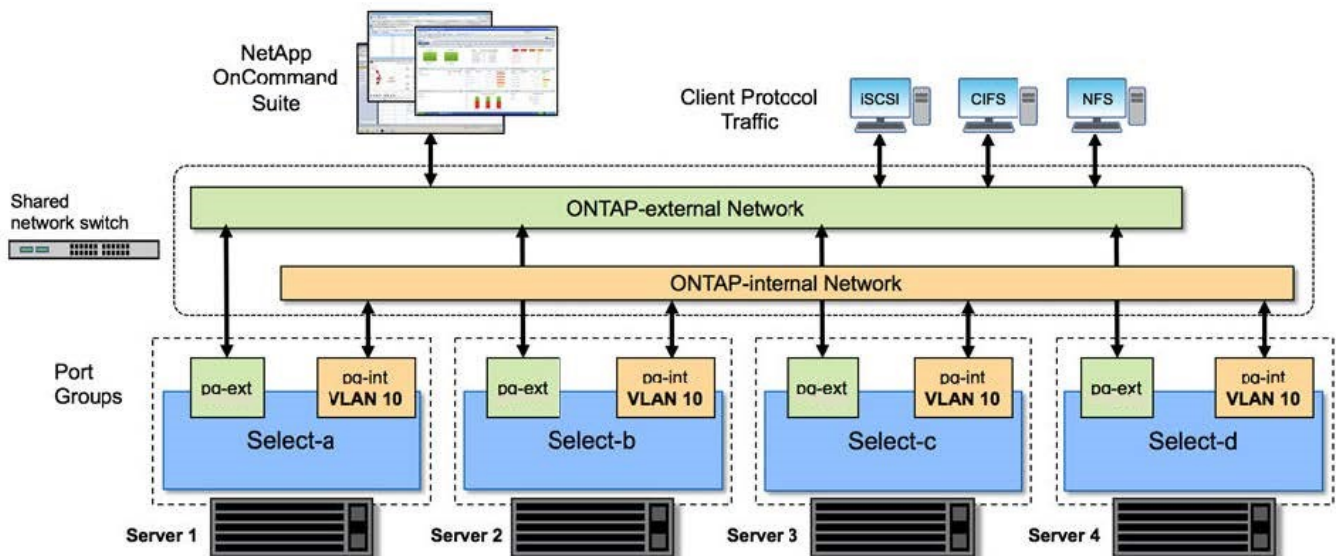 NetApp
OnCommand
Suite
Client Protocol
Traffic
iSCSI
CIFS
NFS
Shared
network switch
ONTAP-external Network
ONTAP-internal Network
Port
Groups
pg-ext
pg-int
VLAN 10
Select-a
pg-ext
pg-int
VLAN 10
Select-b
pg-ext
pg-int
VLAN 10
Select-c
pg-ext
pg-int
VLAN 10
Select-d
Server 1
Server 2
Server 3
Server 4